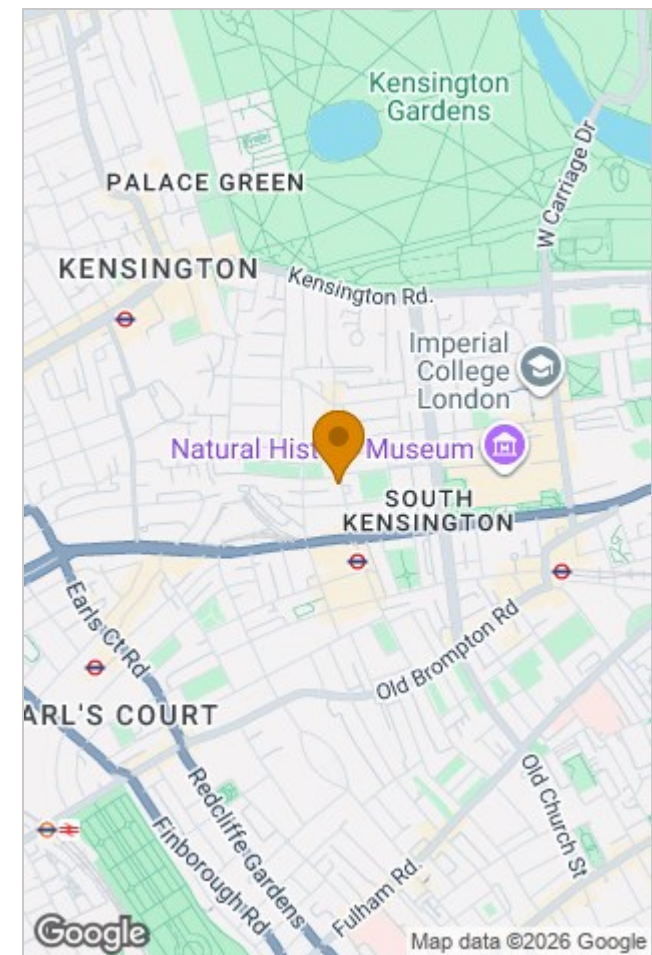 Kensington
Gardens
PALACE GREEN
W Carriage Dr
KENSINGTON
Kensington Rd.
Imperial
College
London
Natural Hist Museum
SOUTH
KENSINGTON
Earls Ct Rd
Old Brompton Rd
ARL'S COURT
Redcliffe Gardens
Old Church St
Finborough Rd
Fulham Rd.
Google
Map data ©2026 Google